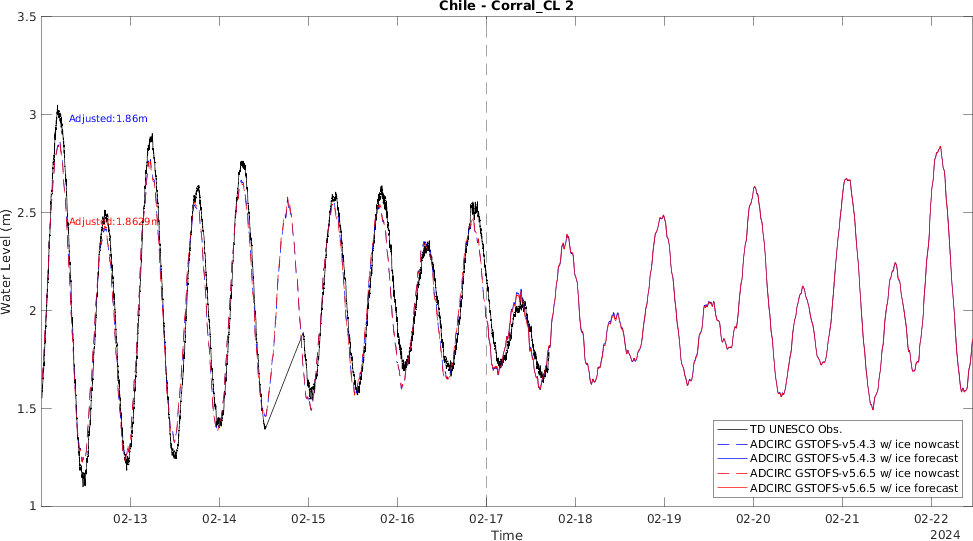 Chile - Corral_CL 2
3.5
3
2.5
2
1.5
1
Water Level (m)
Adjusted:1.86m
Adjusted:1.8629m
TD UNESCO Obs.
ADCIRC GSTOFS-v5.4.3 w/ ice nowcast
ADCIRC GSTOFS-v5.4.3 w/ ice forecast
ADCIRC GSTOFS-v5.6.5 w/ ice nowcast
ADCIRC GSTOFS-v5.6.5 w/ ice forecast
02-13 02-14 02-15 02-16 02-17 02-18 02-19 02-20 02-21 02-22
Time
2024